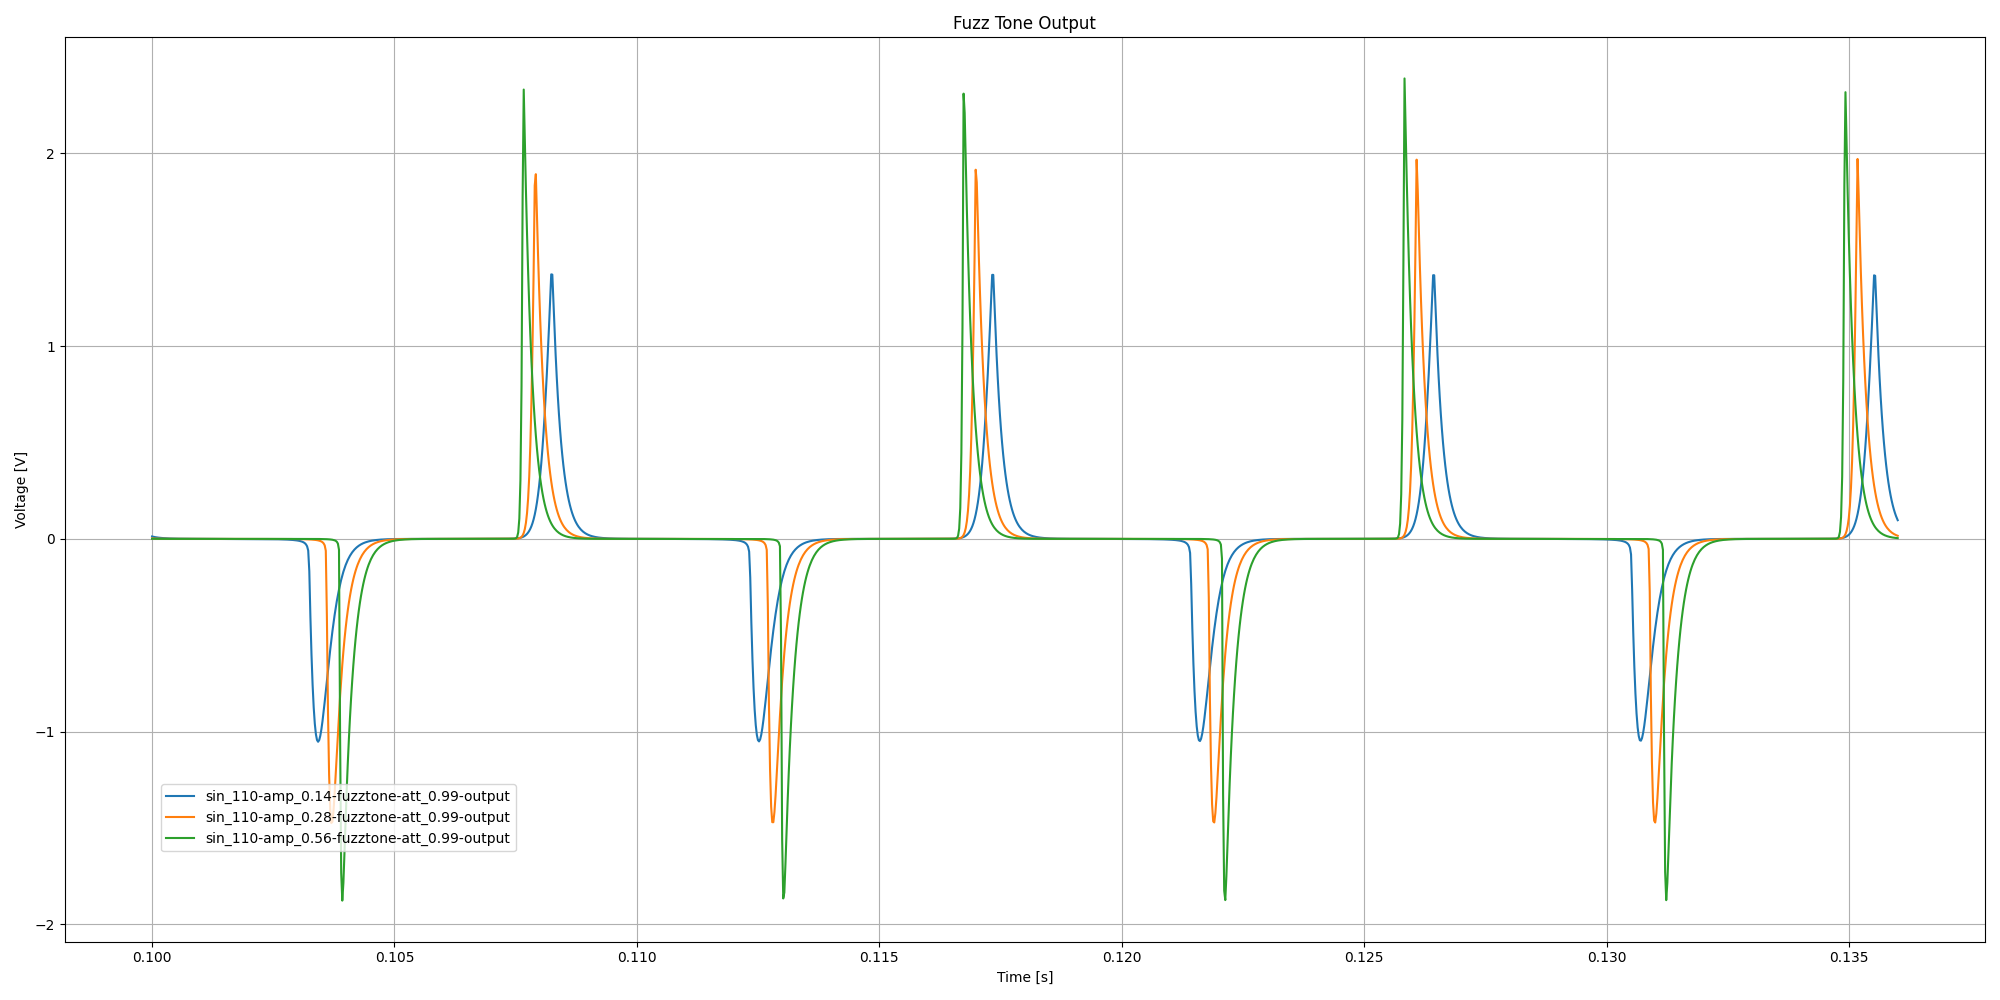 Fuzz Tone Output
2
1
0
−1
−2
Voltage [V]
sin_110-amp_0.14-fuzztone-att_0.99-output
sin_110-amp_0.28-fuzztone-att_0.99-output
sin_110-amp_0.56-fuzztone-att_0.99-output
0.100 0.105 0.110 0.115 0.120 0.125 0.130 0.135
Time [s]